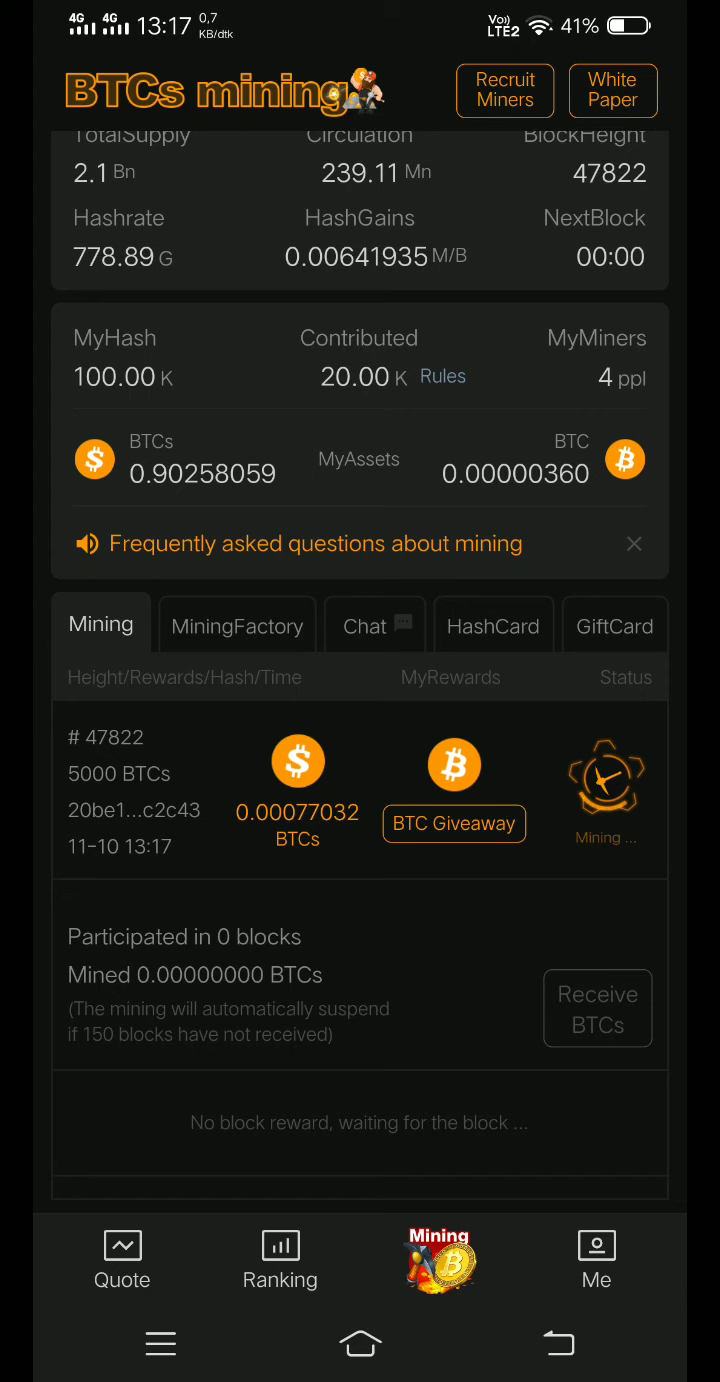 4G 4G 13:17 0,7 KB/dtk Vo)) LTE2 41%
BTCs mining
Recruit Miners
White Paper
TotalSupply Circulation BlockHeight
2.1 Bn 239.11 Mn 47822
Hashrate HashGains NextBlock
778.89 G 0.00641935 M/B 00:00
MyHash Contributed MyMiners
100.00 K 20.00 K Rules 4 ppl
BTCs MyAssets BTC
0.90258059 0.00000360
Frequently asked questions about mining
Mining MiningFactory Chat HashCard GiftCard
Height/Rewards/Hash/Time MyRewards Status
# 47822
5000 BTCs
20be1...c2c43
11-10 13:17
0.00077032
BTCs
BTC Giveaway
Mining ...
Participated in 0 blocks
Mined 0.00000000 BTCs
(The mining will automatically suspend
if 150 blocks have not received)
Receive
BTCs
No block reward, waiting for the block ...
Mining
Quote Ranking Me